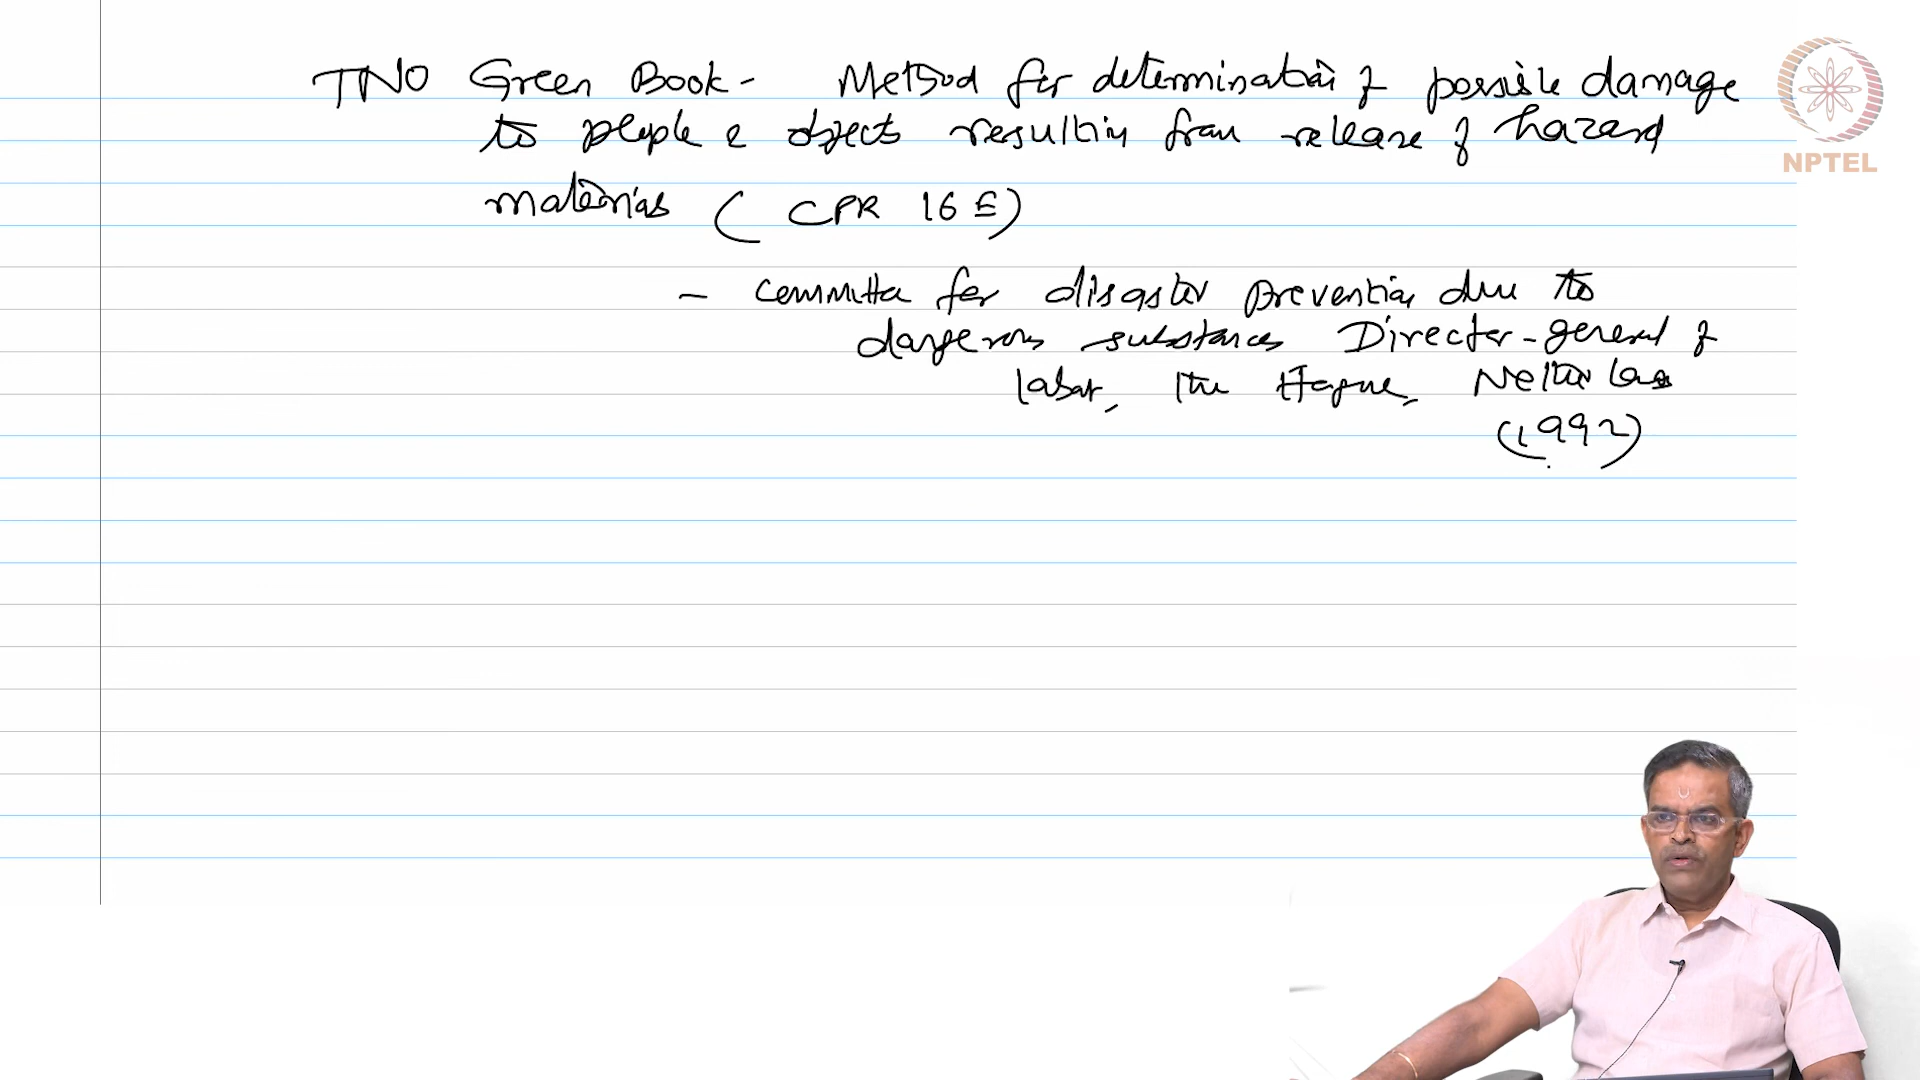 TNO Green Book - Method for determination of possible damage
NPTEL
to people & objects resulting from release of hazard
materials (CPR 16E)
- committee for disaster prevention due to
dangerous substances Director-general of
labor, the Hague, Netherlands
(1992)